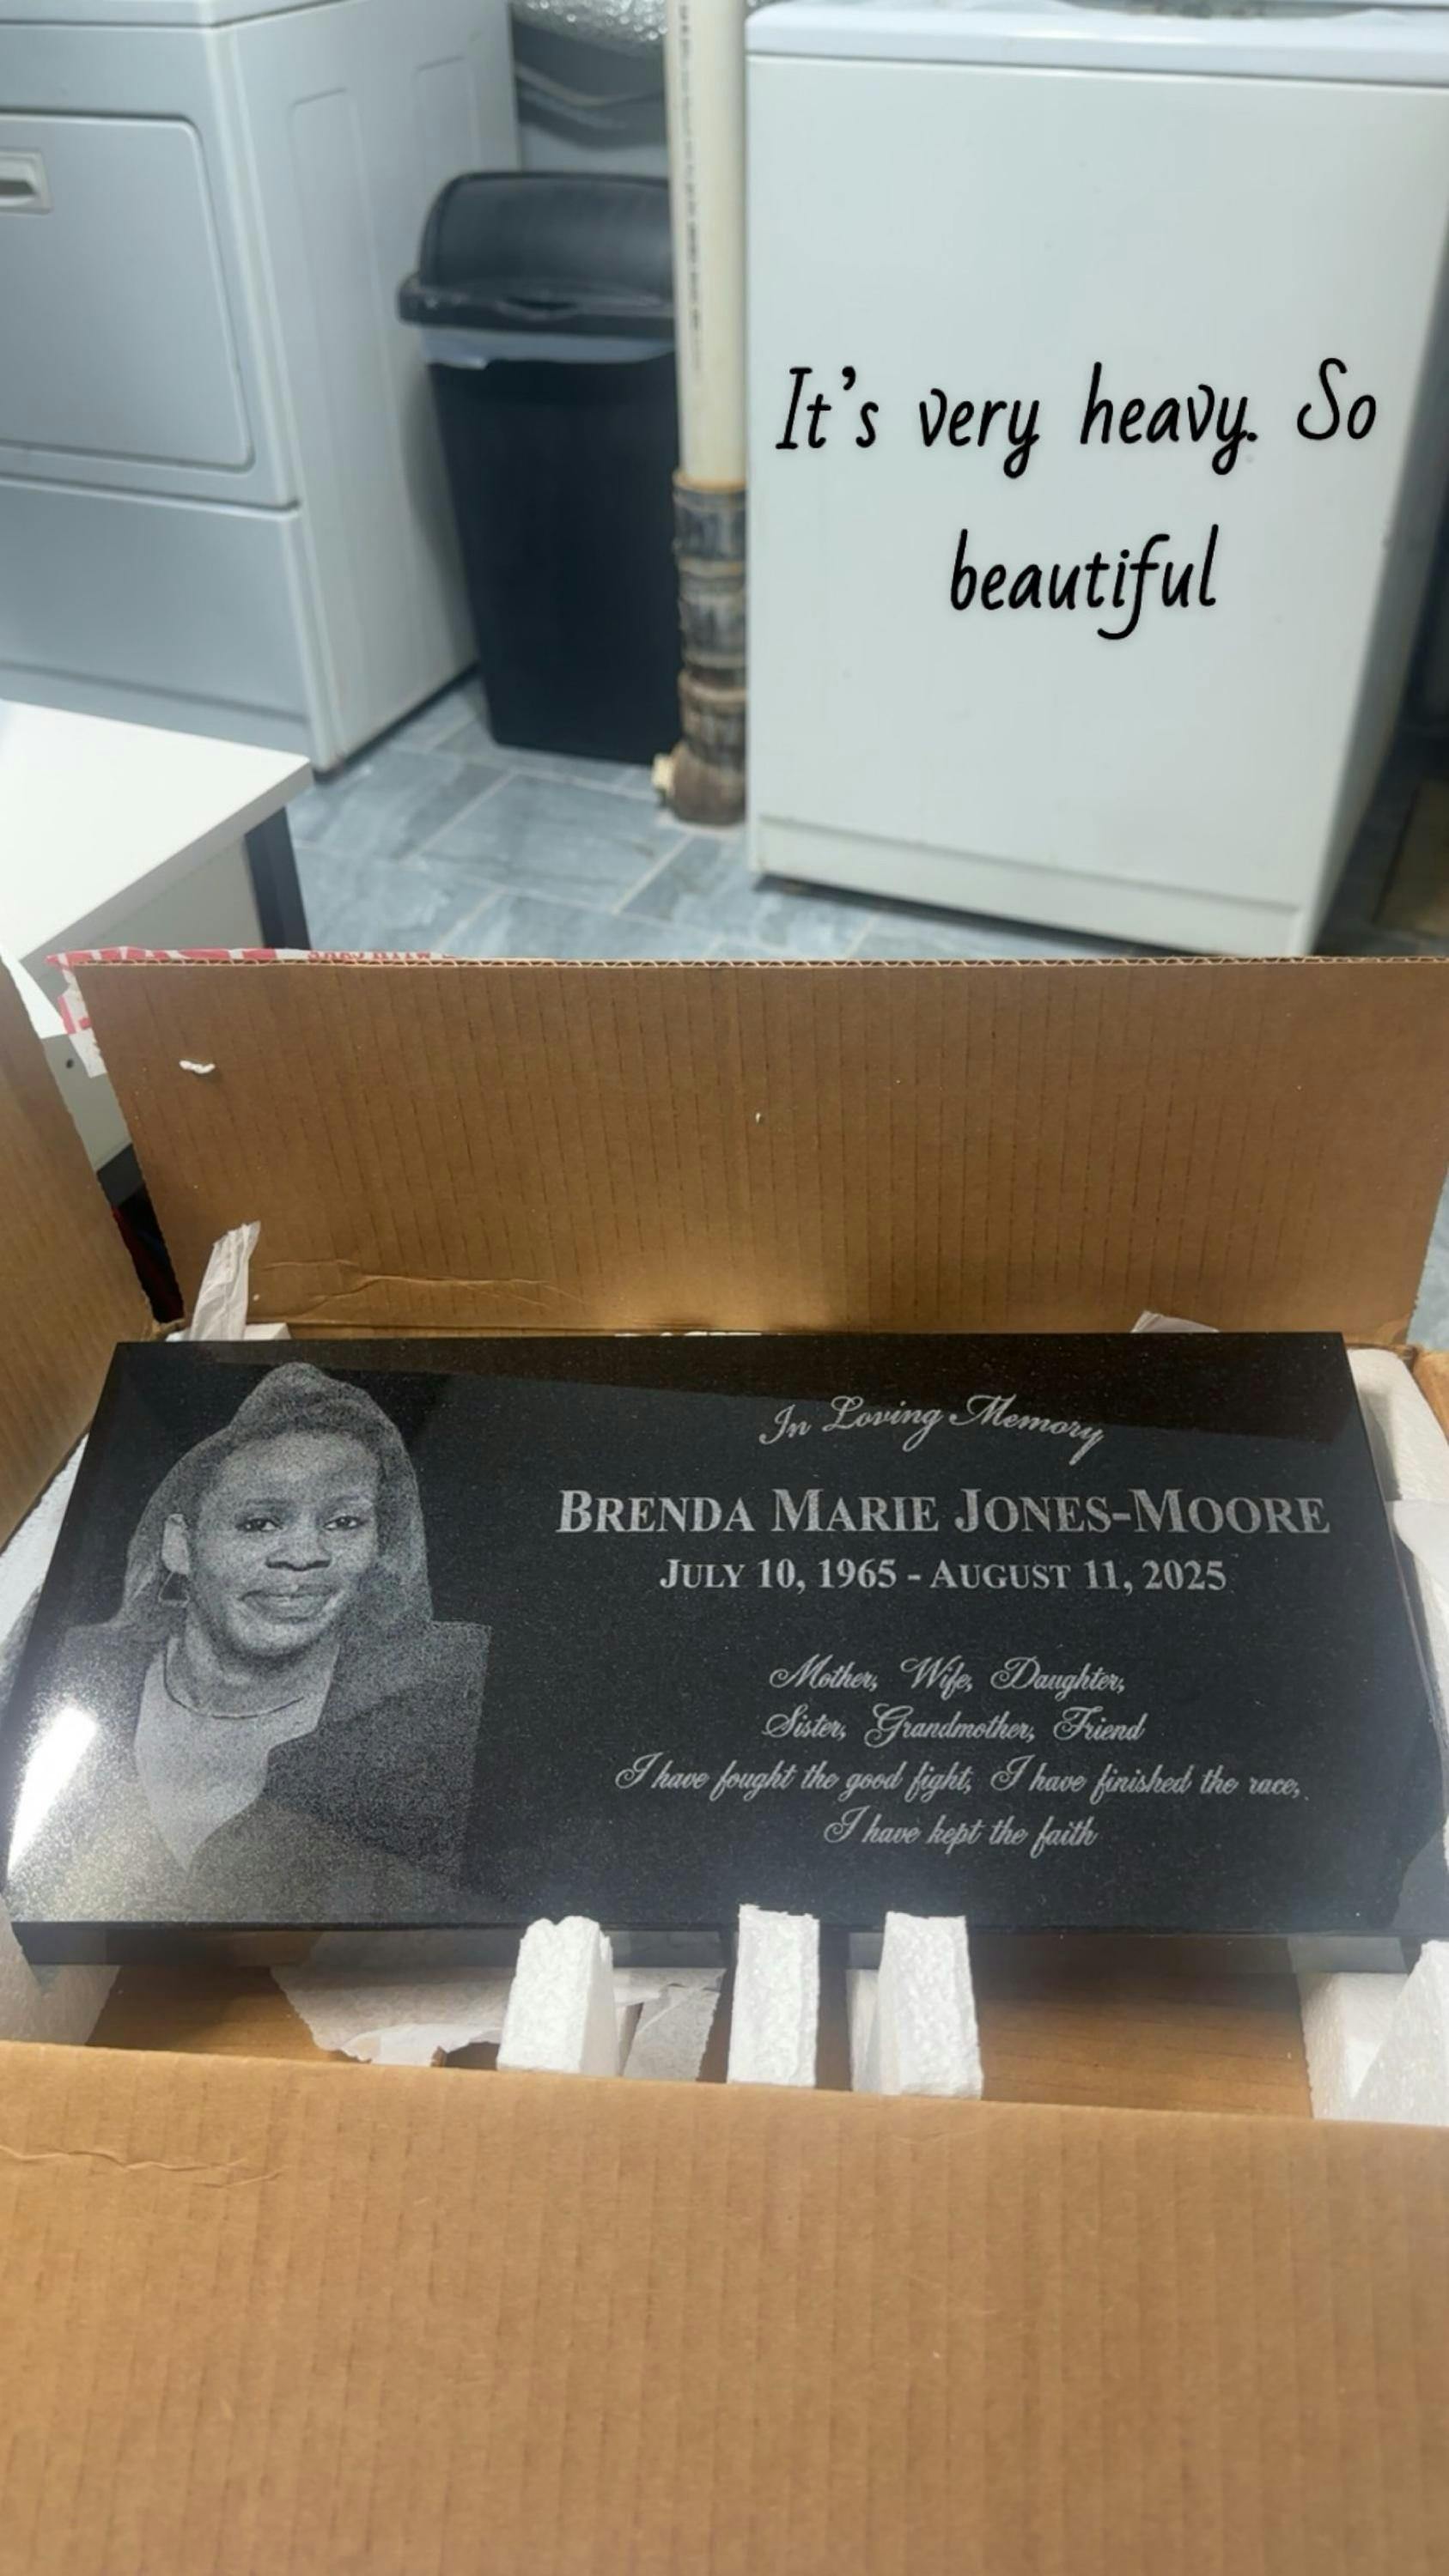 It's very heavy. So
beautiful
In Loving Memory
BRENDA MARIE JONES-MOORE
JULY 10, 1965 - AUGUST 11, 2025
Mother, Wife, Daughter,
Sister, Grandmother, Friend
I have fought the good fight, I have finished the race,
I have kept the faith